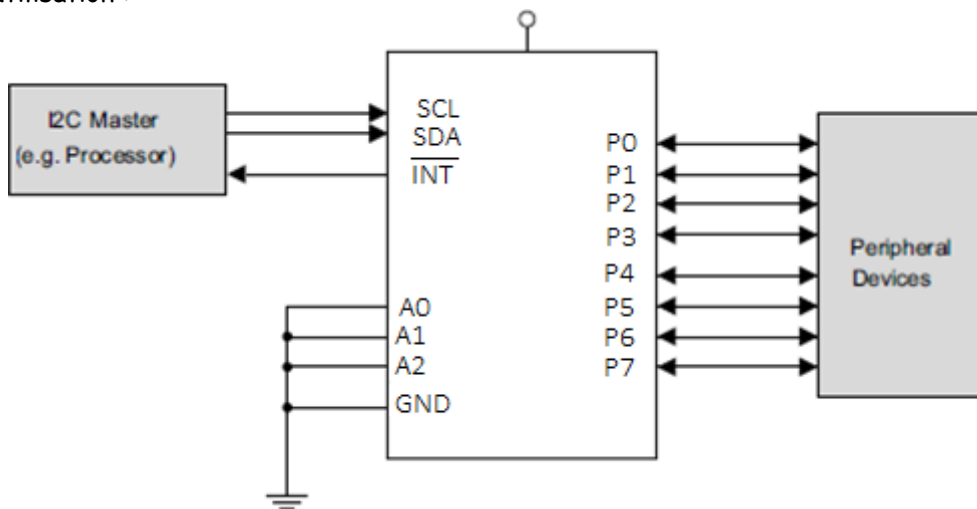 I2C Master
(e.g. Processor)
SCL
SDA
INT
A0
A1
A2
GND
P0
P1
P2
P3
P4
P5
P6
P7
Peripheral
Devices